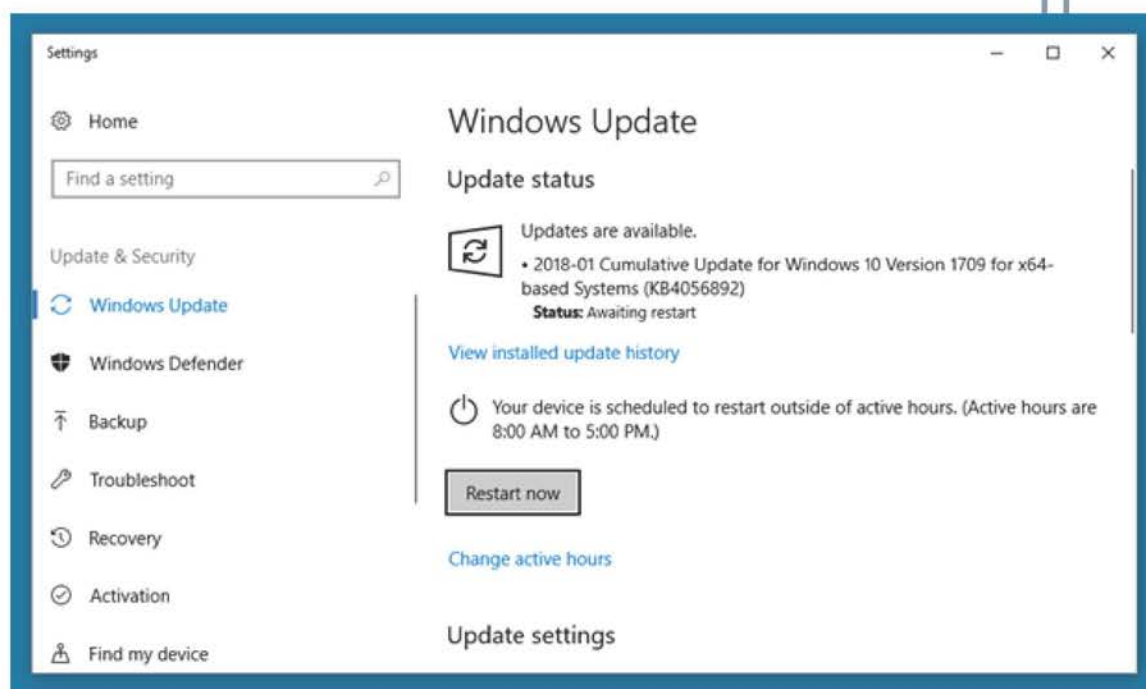 Settings
Home
Find a setting
Update & Security
Windows Update
Windows Defender
Backup
Troubleshoot
Recovery
Activation
Find my device
Windows Update
Update status
Updates are available.
• 2018-01 Cumulative Update for Windows 10 Version 1709 for x64-
based Systems (KB4056892)
Status: Awaiting restart
View installed update history
Your device is scheduled to restart outside of active hours. (Active hours are
8:00 AM to 5:00 PM.)
Restart now
Change active hours
Update settings